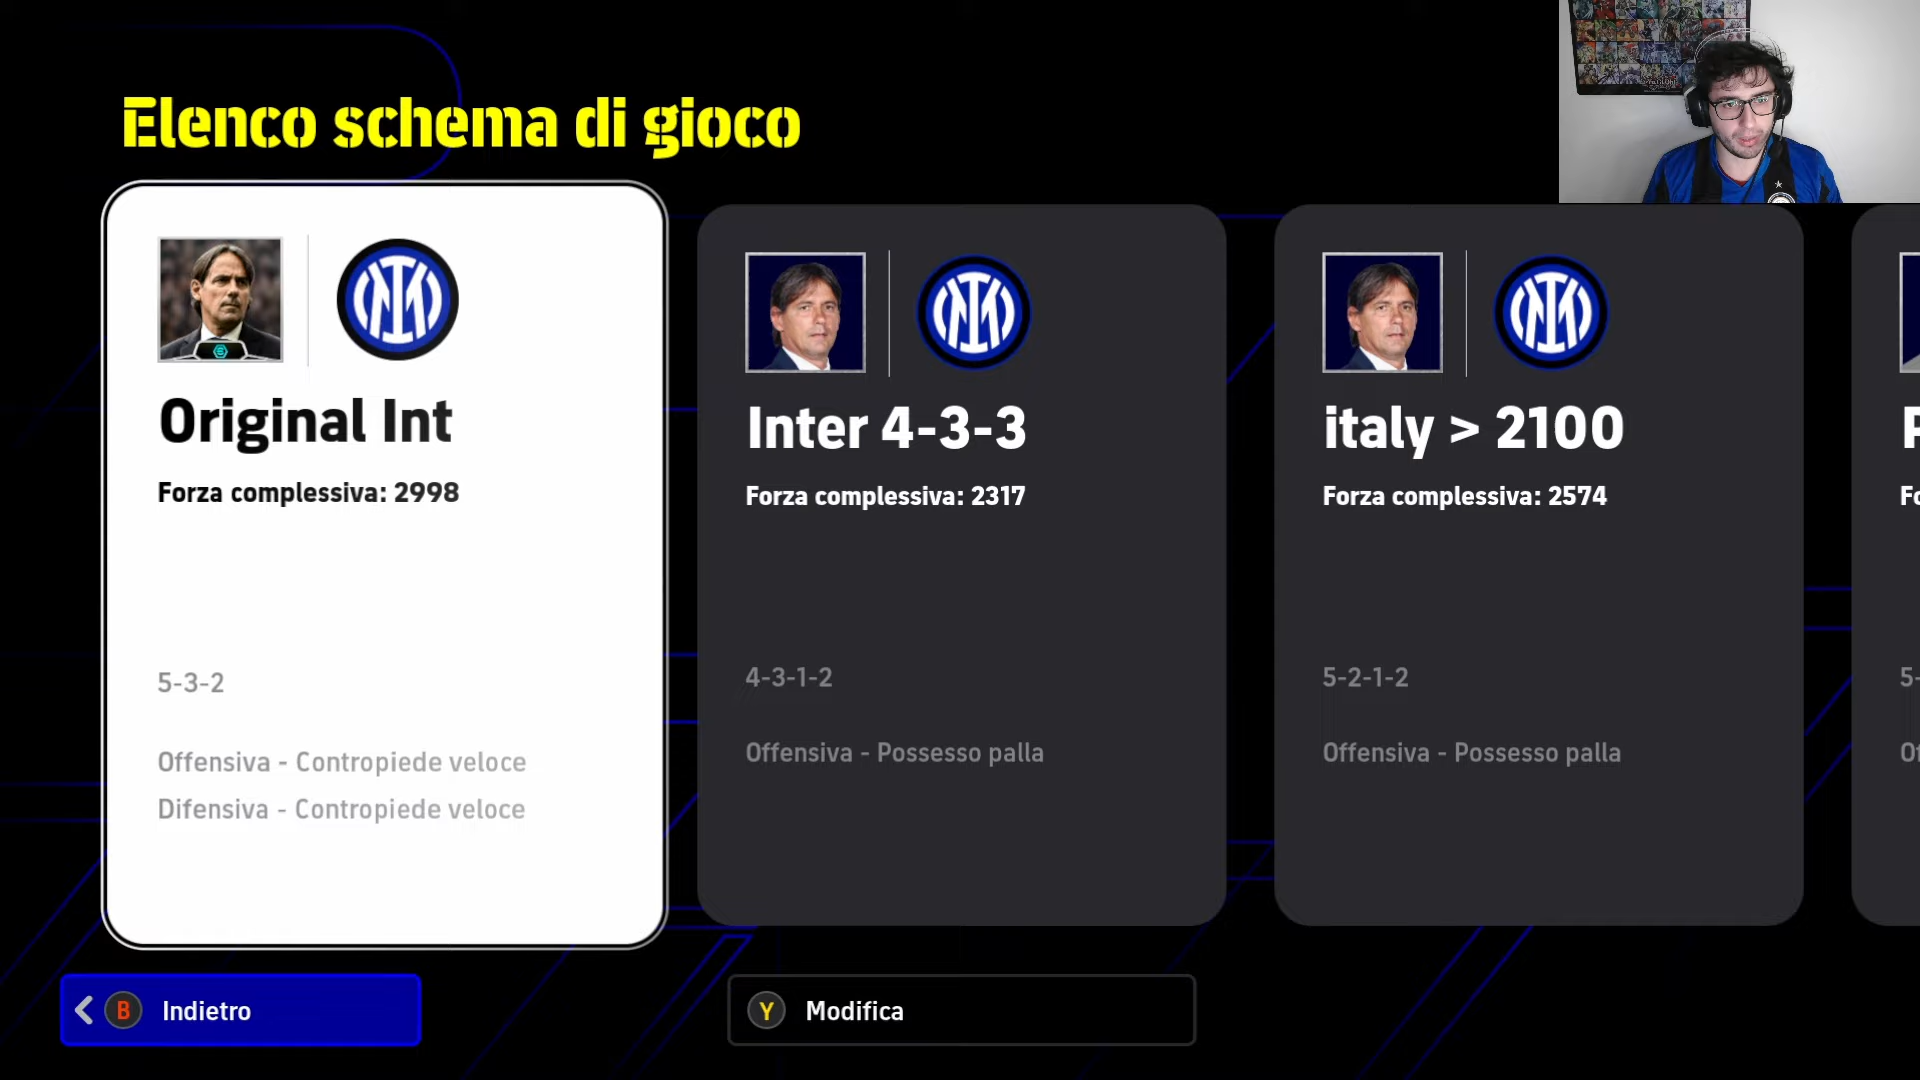 Elenco schema di gioco
Original Int
Forza complessiva: 2998
5-3-2
Offensiva - Contropiede veloce
Difensiva - Contropiede veloce
Inter 4-3-3
Forza complessiva: 2317
4-3-1-2
Offensiva - Possesso palla
italy > 2100
Forza complessiva: 2574
5-2-1-2
Offensiva - Possesso palla
B Indietro
Y Modifica